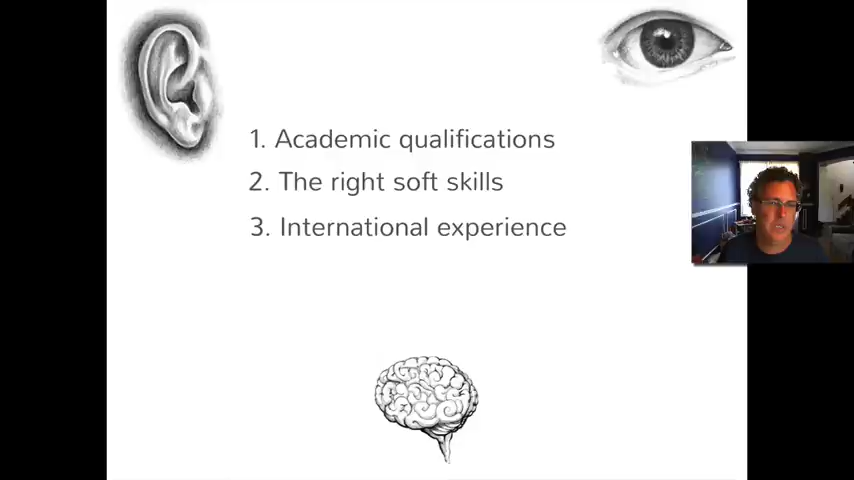 1. Academic qualifications
2. The right soft skills
3. International experience